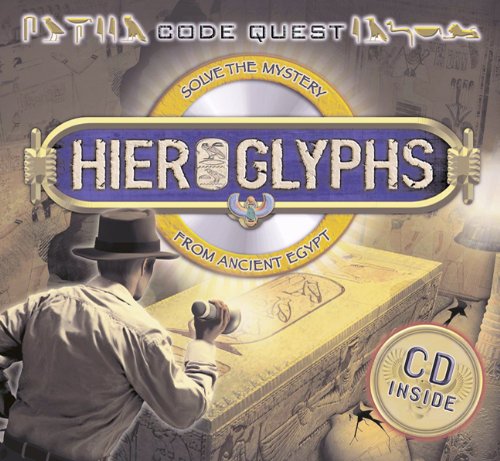 CODE QUEST
SOLVE THE MYSTERY
HIEROGLYPHS
FROM ANCIENT EGYPT
CD
INSIDE